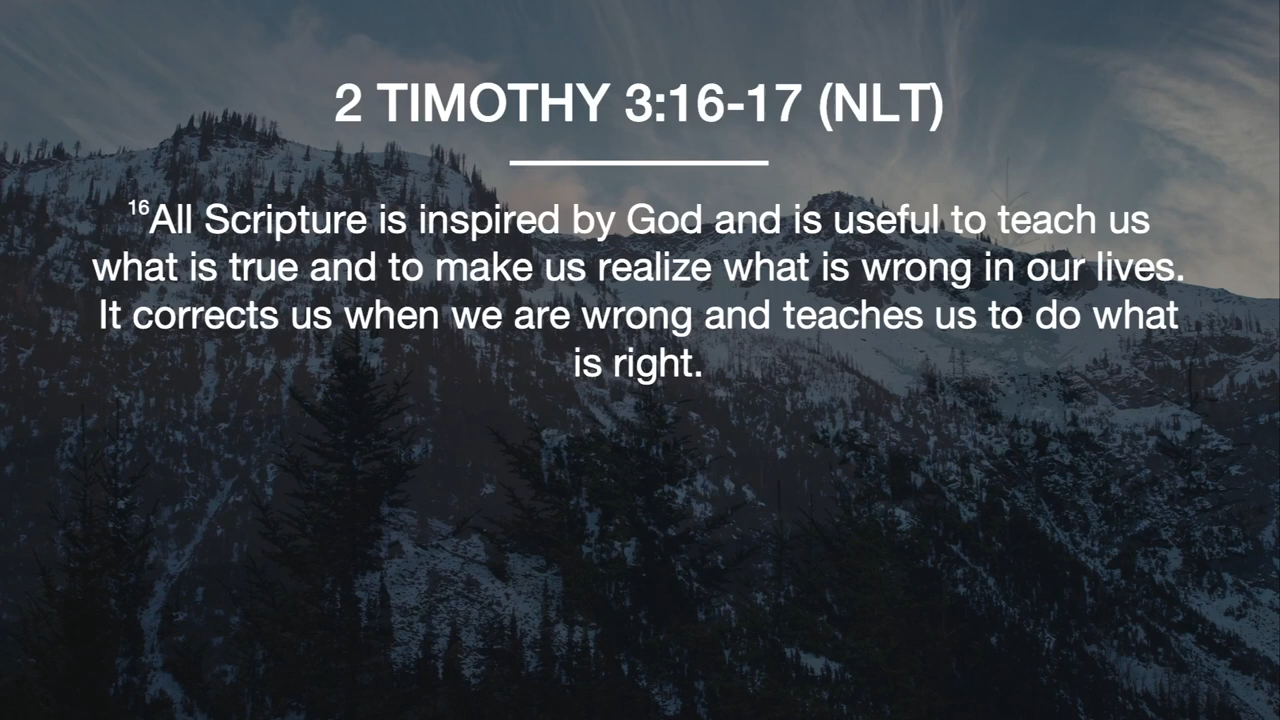 2 TIMOTHY 3:16-17 (NLT)
16All Scripture is inspired by God and is useful to teach us
what is true and to make us realize what is wrong in our lives.
It corrects us when we are wrong and teaches us to do what
is right.